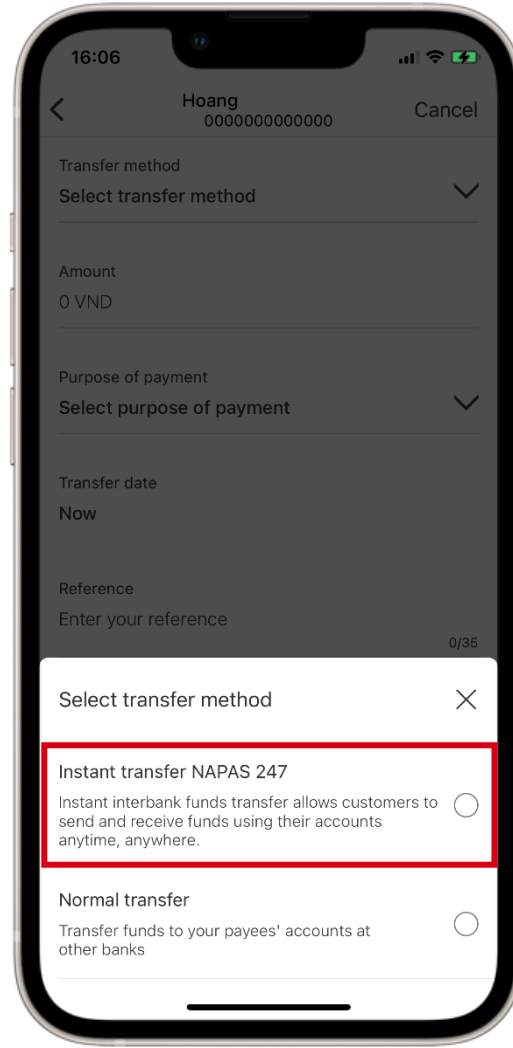 16:06
Hoang
0000000000000
Cancel
Transfer method
Select transfer method
Amount
0 VND
Purpose of payment
Select purpose of payment
Transfer date
Now
Reference
Enter your reference
0/35
Select transfer method
Instant transfer NAPAS 247
Instant interbank funds transfer allows customers to
send and receive funds using their accounts
anytime, anywhere.
Normal transfer
Transfer funds to your payees' accounts at
other banks